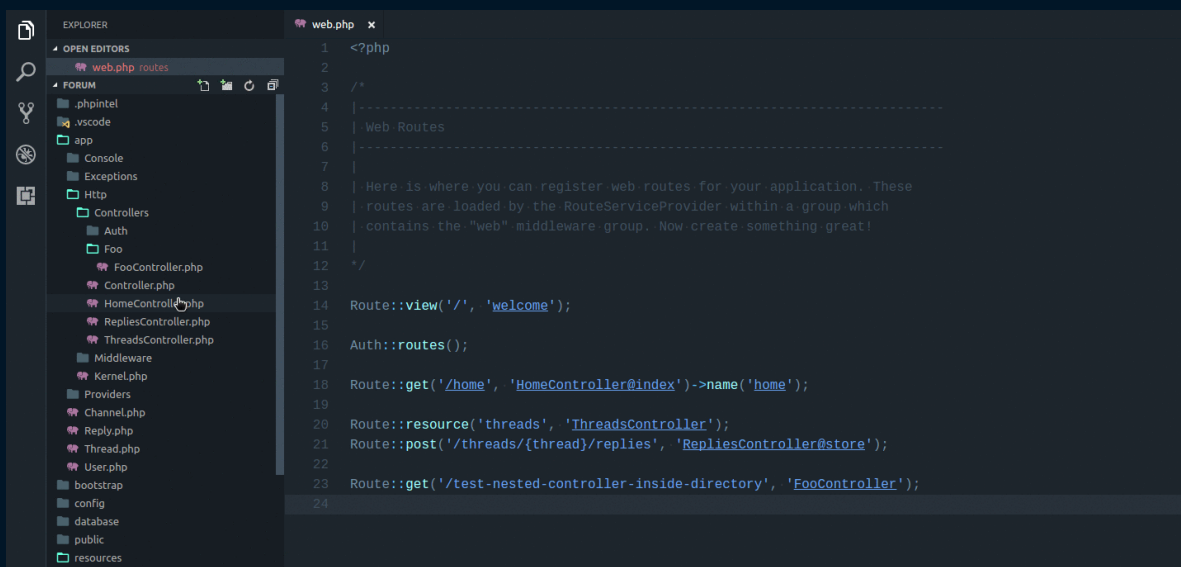 EXPLORER
OPEN EDITORS
web.php routes
FORUM
.phpintel
.vscode
app
Console
Exceptions
Http
Controllers
Auth
Foo
FooController.php
Controller.php
HomeController.php
RepliesController.php
ThreadsController.php
Middleware
Kernel.php
Providers
Channel.php
Reply.php
Thread.php
User.php
bootstrap
config
database
public
resources
web.php ×
1 <?php
2
3 /*
4 |--------------------------------------------------------------------------
5 | Web Routes
6 |--------------------------------------------------------------------------
7 |
8 | Here is where you can register web routes for your application. These
9 | routes are loaded by the RouteServiceProvider within a group which
10 | contains the "web" middleware group. Now create something great!
11 |
12 */
13
14 Route::view('/', 'welcome');
15
16 Auth::routes();
17
18 Route::get('/home', 'HomeController@index')->name('home');
19
20 Route::resource('threads', 'ThreadsController');
21 Route::post('/threads/{thread}/replies', 'RepliesController@store');
22
23 Route::get('/test-nested-controller-inside-directory', 'FooController');
24